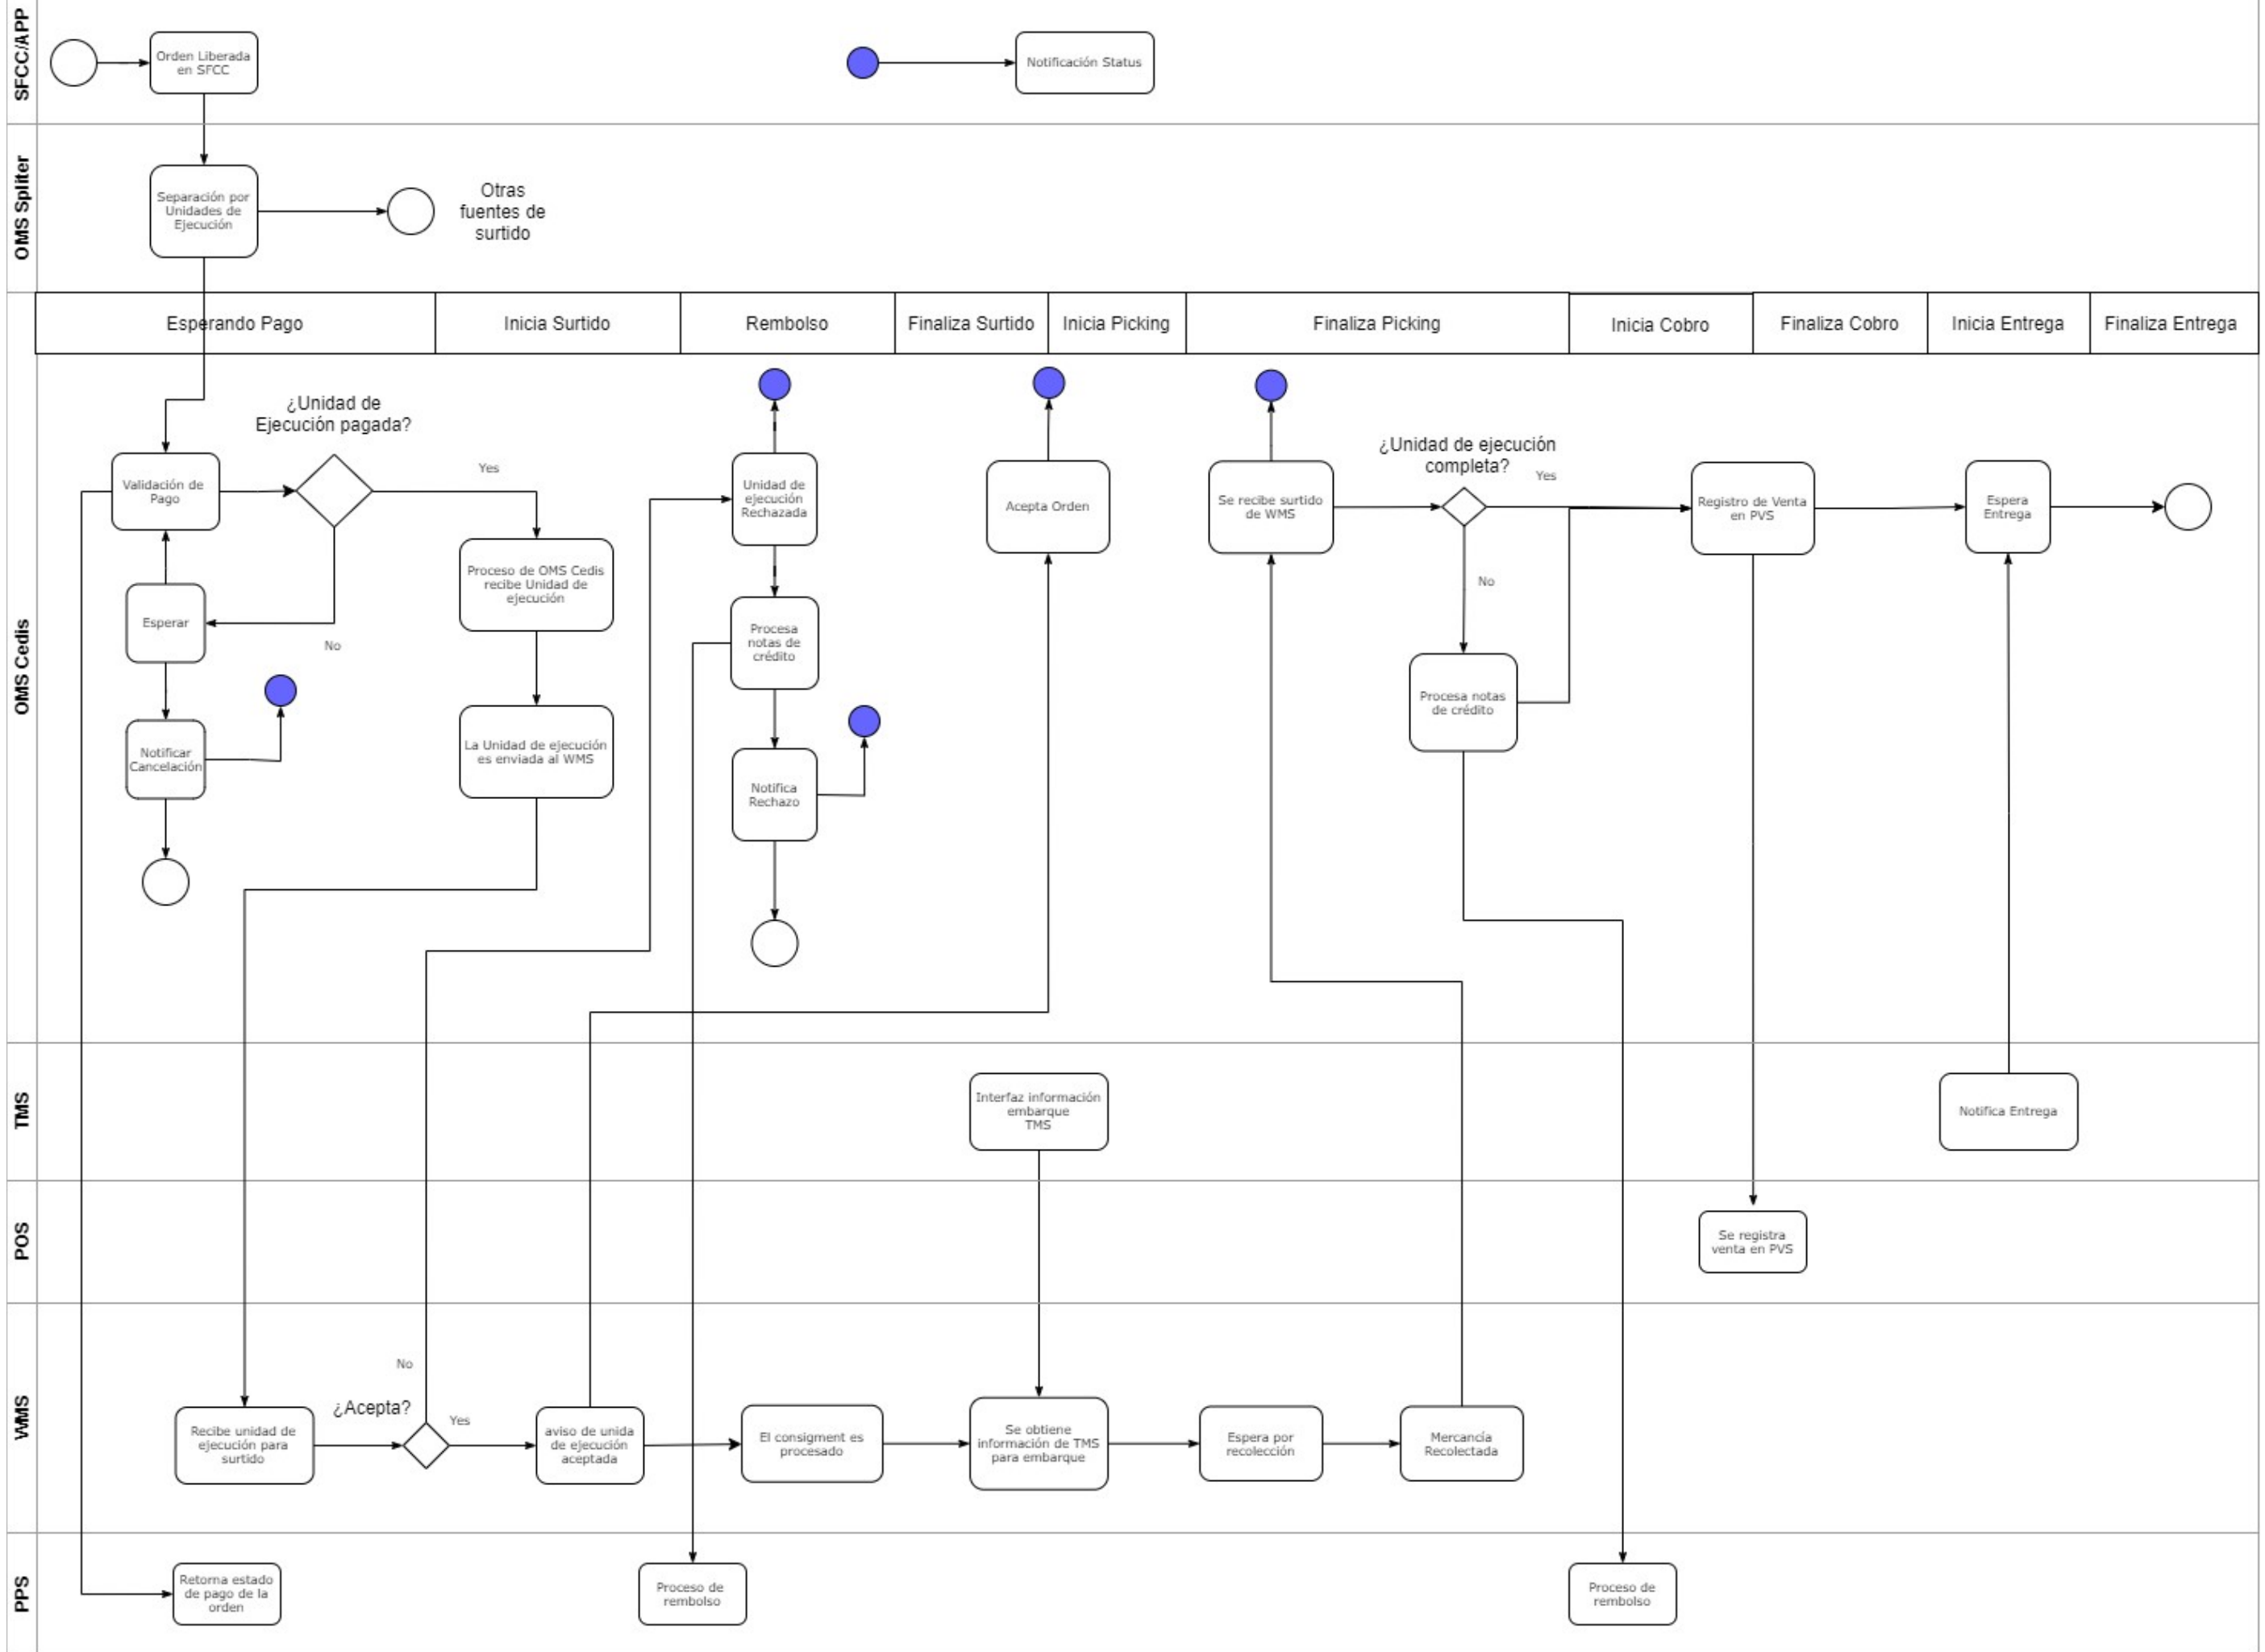 SFCC/APP
Orden Liberada
en SFCC
Notificación Status
OMS Spliter
Separación por
Unidades de
Ejecución
Otras
fuentes de
surtido
Esperando Pago
Inicia Surtido
Rembolso
Finaliza Surtido
Inicia Picking
Finaliza Picking
Inicia Cobro
Finaliza Cobro
Inicia Entrega
Finaliza Entrega
OMS Cedis
¿Unidad de
Ejecución pagada?
Validación de
Pago
Yes
No
Esperar
Notificar
Cancelación
Proceso de OMS Cedis
recibe Unidad de
ejecución
La Unidad de ejecución
es enviada al WMS
Unidad de
ejecución
Rechazada
Procesa
notas de
crédito
Notifica
Rechazo
Acepta Orden
Se recibe surtido
de WMS
¿Unidad de ejecución
completa?
Yes
No
Procesa notas
de crédito
Registro de Venta
en PVS
Espera
Entrega
TMS
Interfaz información
embarque
TMS
Notifica Entrega
POS
Se registra
venta en PVS
WMS
Recibe unidad de
ejecución para
surtido
¿Acepta?
No
Yes
aviso de unida
de ejecución
aceptada
El consigment es
procesado
Se obtiene
información de TMS
para embarque
Espera por
recolección
Mercancía
Recolectada
PPS
Retorna estado
de pago de la
orden
Proceso de
rembolso
Proceso de
rembolso